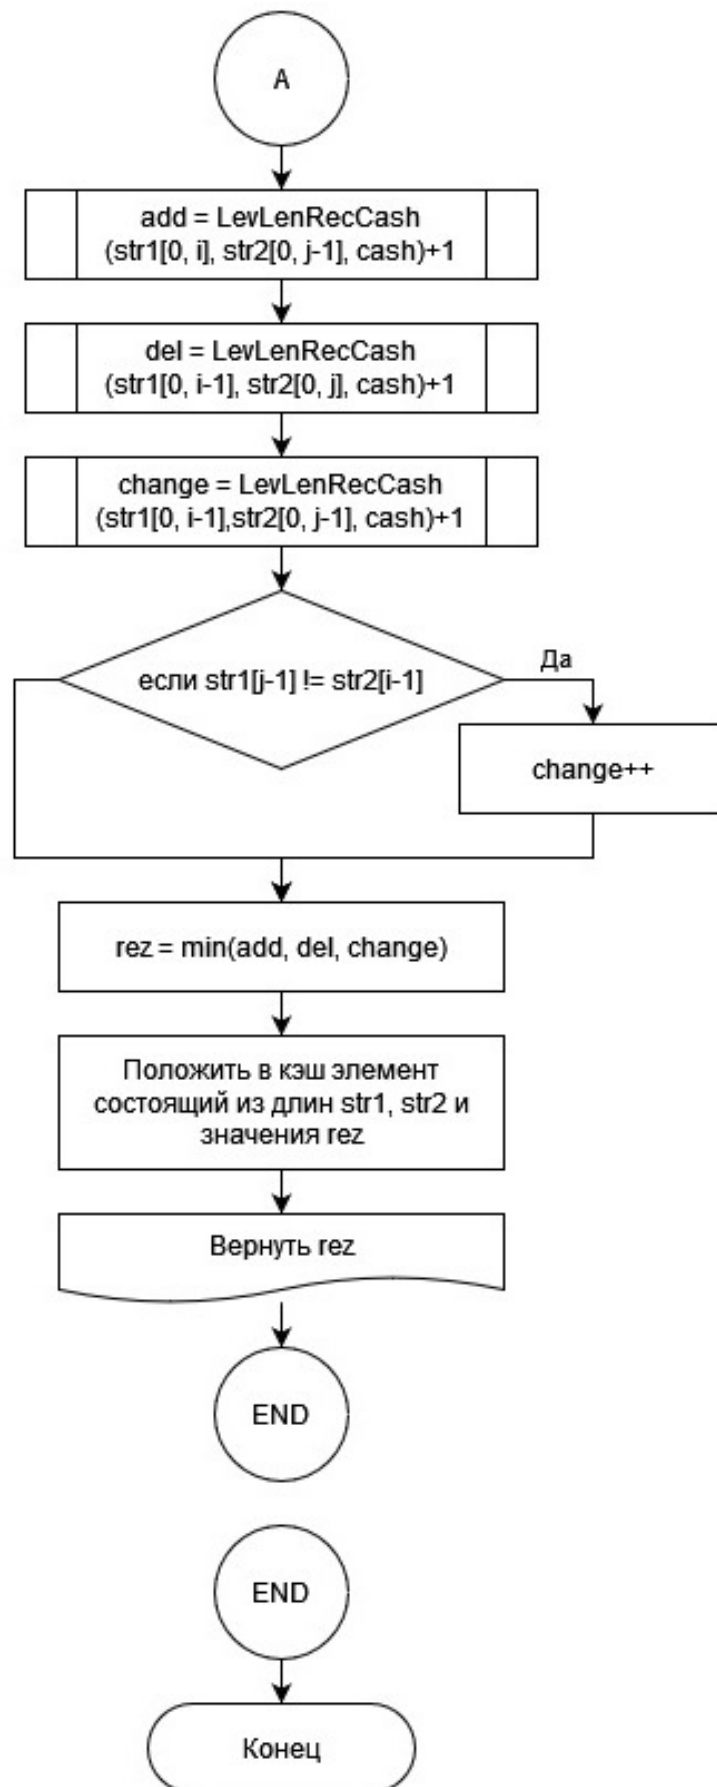 A
add = LevLenRecCash
(str1[0, i], str2[0, j-1], cash)+1
del = LevLenRecCash
(str1[0, i-1], str2[0, j], cash)+1
change = LevLenRecCash
(str1[0, i-1],str2[0, j-1], cash)+1
Да
если str1[j-1] != str2[i-1]
change++
rez = min(add, del, change)
Положить в кэш элемент
состоящий из длин str1, str2 и
значения rez
Вернуть rez
END
END
Конец